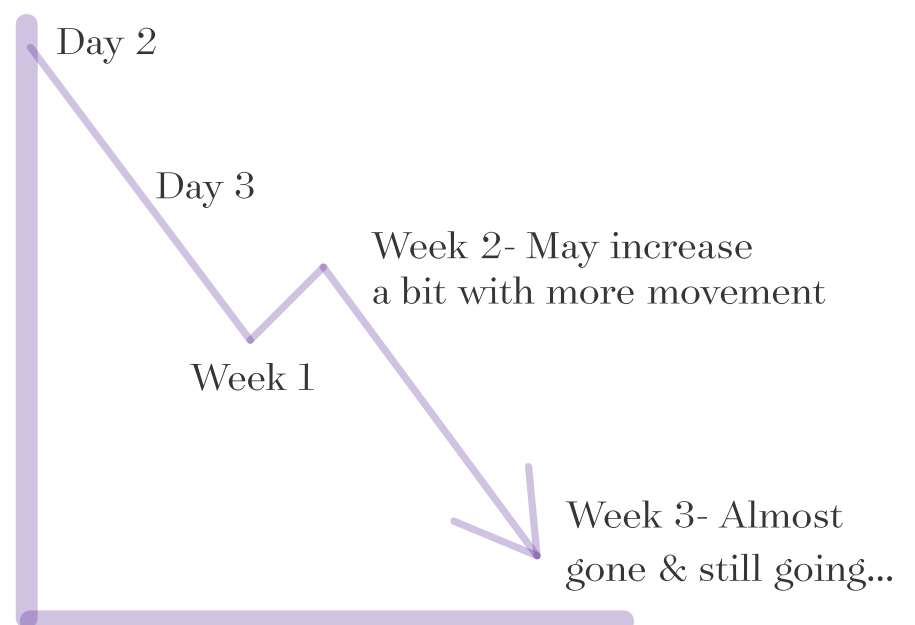 Day 2
Day 3
Week 2- May increase
a bit with more movement
Week 1
Week 3- Almost
gone & still going...